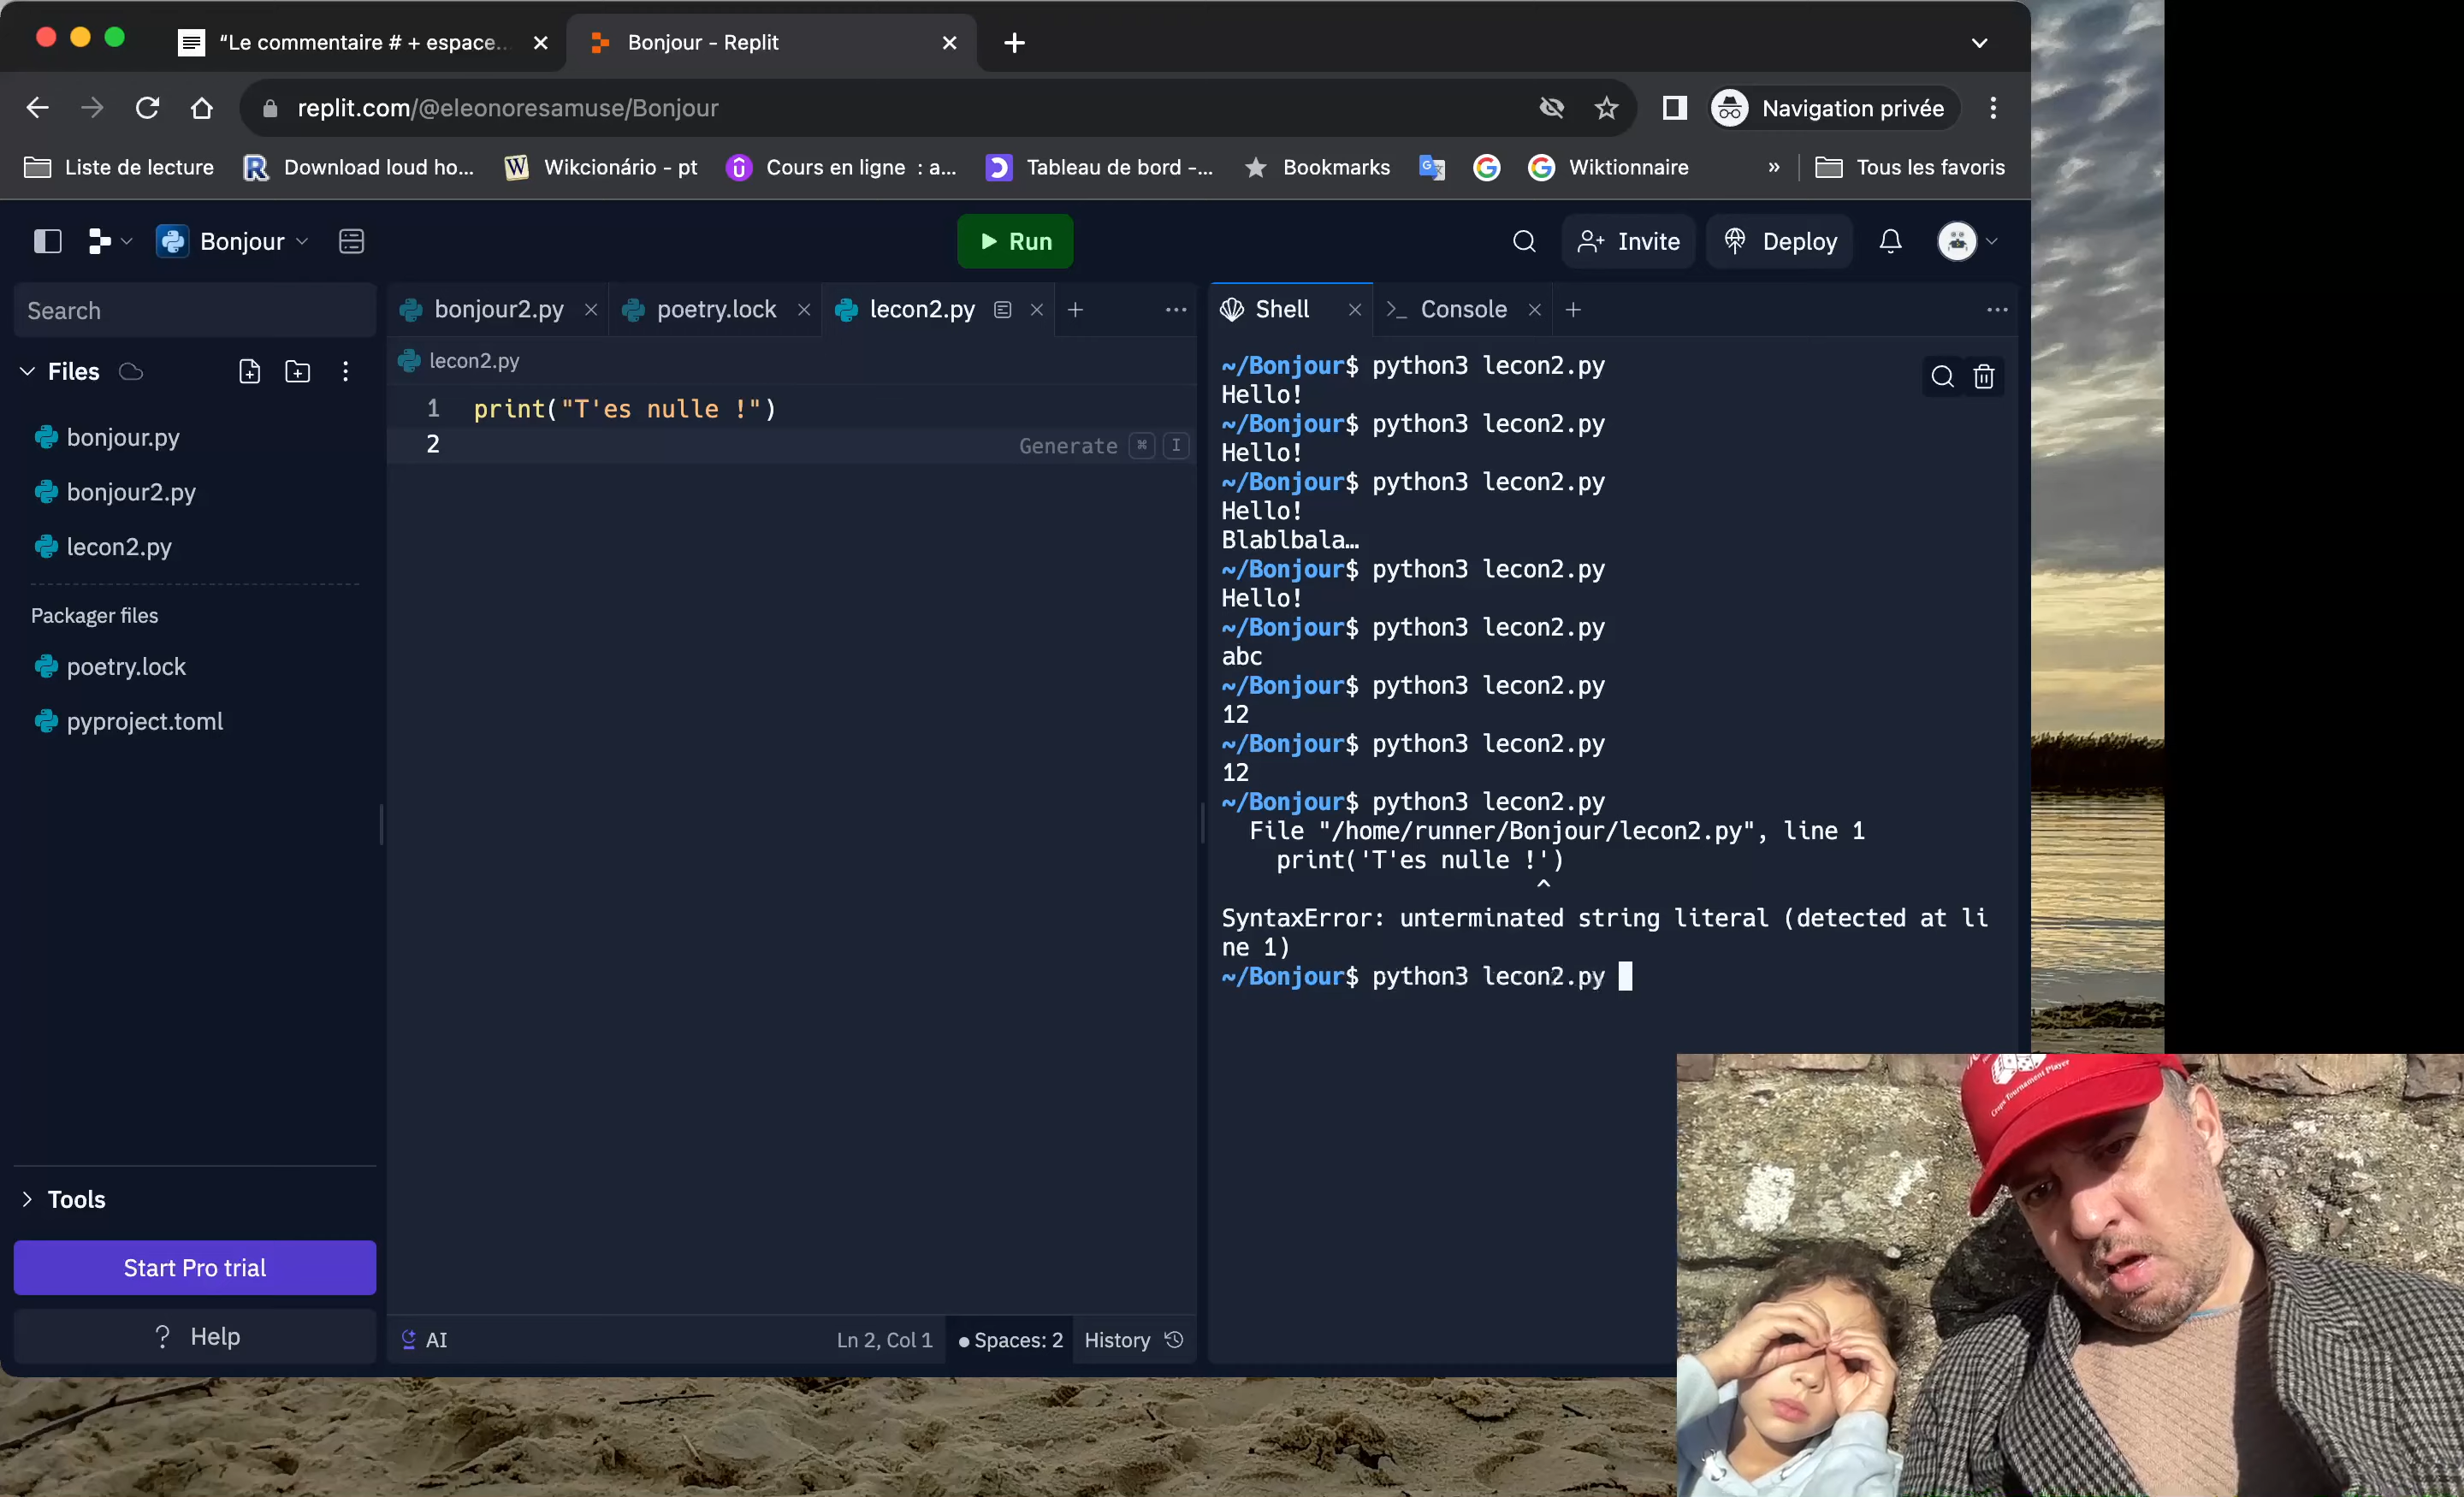 “Le commentaire # + espace...
Bonjour - Replit
replit.com/@eleonoresamuse/Bonjour
Navigation privée
Liste de lecture
Download loud ho...
Wikcionário - pt
Cours en ligne : a...
Tableau de bord -...
Bookmarks
Wiktionnaire
»
Tous les favoris
Bonjour
Run
Invite
Deploy
Search
Files
bonjour.py
bonjour2.py
lecon2.py
Packager files
poetry.lock
pyproject.toml
Tools
Start Pro trial
? Help
bonjour2.py
poetry.lock
lecon2.py
lecon2.py
1 print("T'es nulle !")
2
Generate ⌘ I
AI
Ln 2, Col 1
Spaces: 2
History
Shell
Console
~/Bonjour$ python3 lecon2.py
Hello!
~/Bonjour$ python3 lecon2.py
Hello!
~/Bonjour$ python3 lecon2.py
Hello!
Blablbala…
~/Bonjour$ python3 lecon2.py
Hello!
~/Bonjour$ python3 lecon2.py
abc
~/Bonjour$ python3 lecon2.py
12
~/Bonjour$ python3 lecon2.py
12
~/Bonjour$ python3 lecon2.py
File "/home/runner/Bonjour/lecon2.py", line 1
print('T'es nulle !')
^
SyntaxError: unterminated string literal (detected at li
ne 1)
~/Bonjour$ python3 lecon2.py
Craps Tournament Player